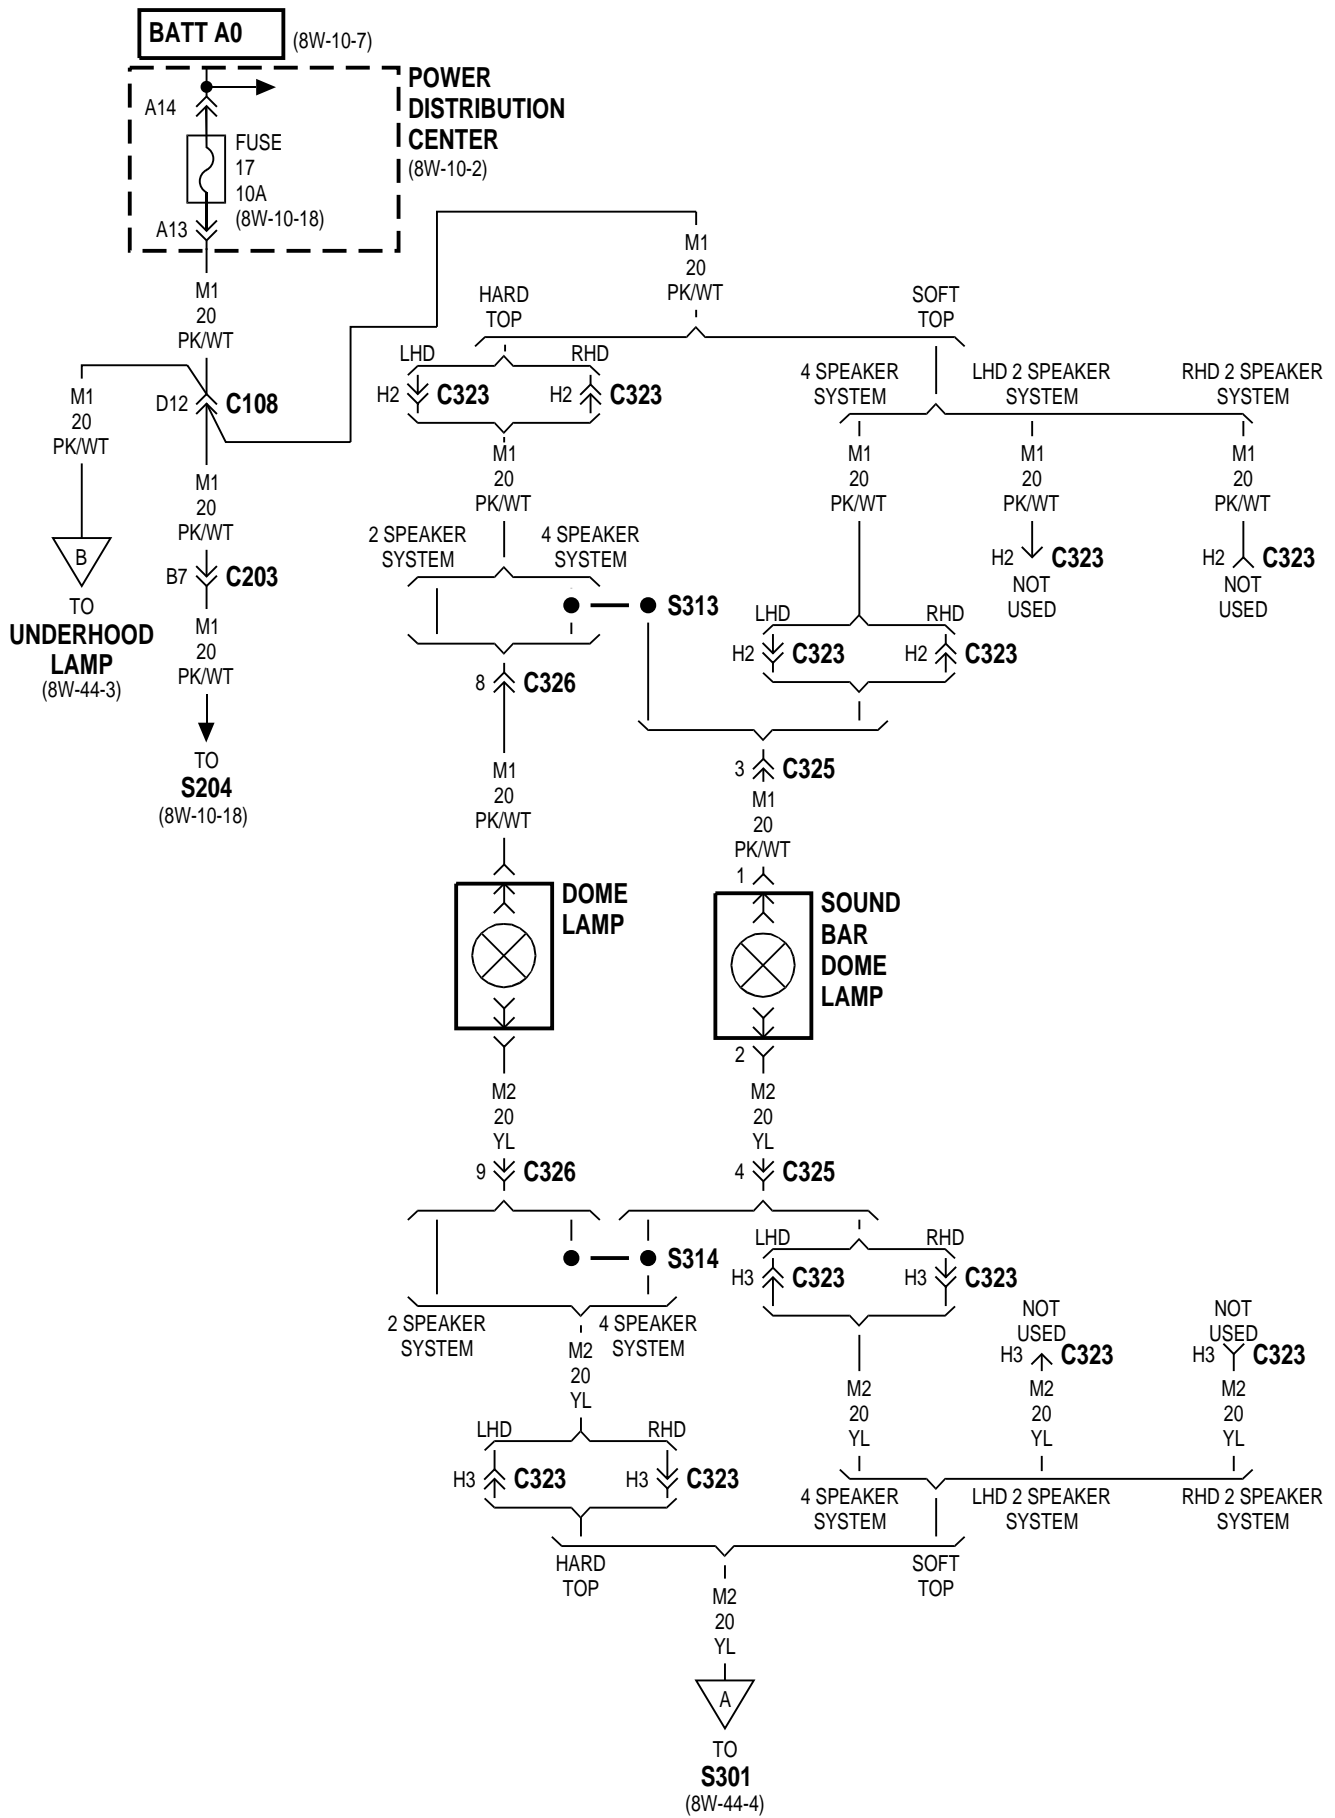 BATT A0
(8W-10-7)
POWER
DISTRIBUTION
CENTER
(8W-10-2)
A14
FUSE
17
10A
(8W-10-18)
A13
M1
20
PK/WT
M1
20
PK/WT
HARD
TOP
SOFT
TOP
LHD
RHD
H2
C323
H2
C323
4 SPEAKER
SYSTEM
LHD 2 SPEAKER
SYSTEM
RHD 2 SPEAKER
SYSTEM
M1
20
PK/WT
D12
C108
M1
20
PK/WT
M1
20
PK/WT
M1
20
PK/WT
M1
20
PK/WT
M1
20
PK/WT
B
TO
UNDERHOOD
LAMP
(8W-44-3)
B7
C203
M1
20
PK/WT
TO
S204
(8W-10-18)
2 SPEAKER
SYSTEM
4 SPEAKER
SYSTEM
S313
H2
C323
NOT
USED
H2
C323
NOT
USED
LHD
RHD
H2
C323
H2
C323
8
C326
3
C325
M1
20
PK/WT
M1
20
PK/WT
1
DOME
LAMP
SOUND
BAR
DOME
LAMP
2
M2
20
YL
M2
20
YL
9
C326
4
C325
S314
LHD
RHD
H3
C323
H3
C323
2 SPEAKER
SYSTEM
4 SPEAKER
SYSTEM
NOT
USED
H3
C323
NOT
USED
H3
C323
M2
20
YL
M2
20
YL
M2
20
YL
M2
20
YL
LHD
RHD
H3
C323
H3
C323
4 SPEAKER
SYSTEM
LHD 2 SPEAKER
SYSTEM
RHD 2 SPEAKER
SYSTEM
HARD
TOP
SOFT
TOP
M2
20
YL
A
TO
S301
(8W-44-4)